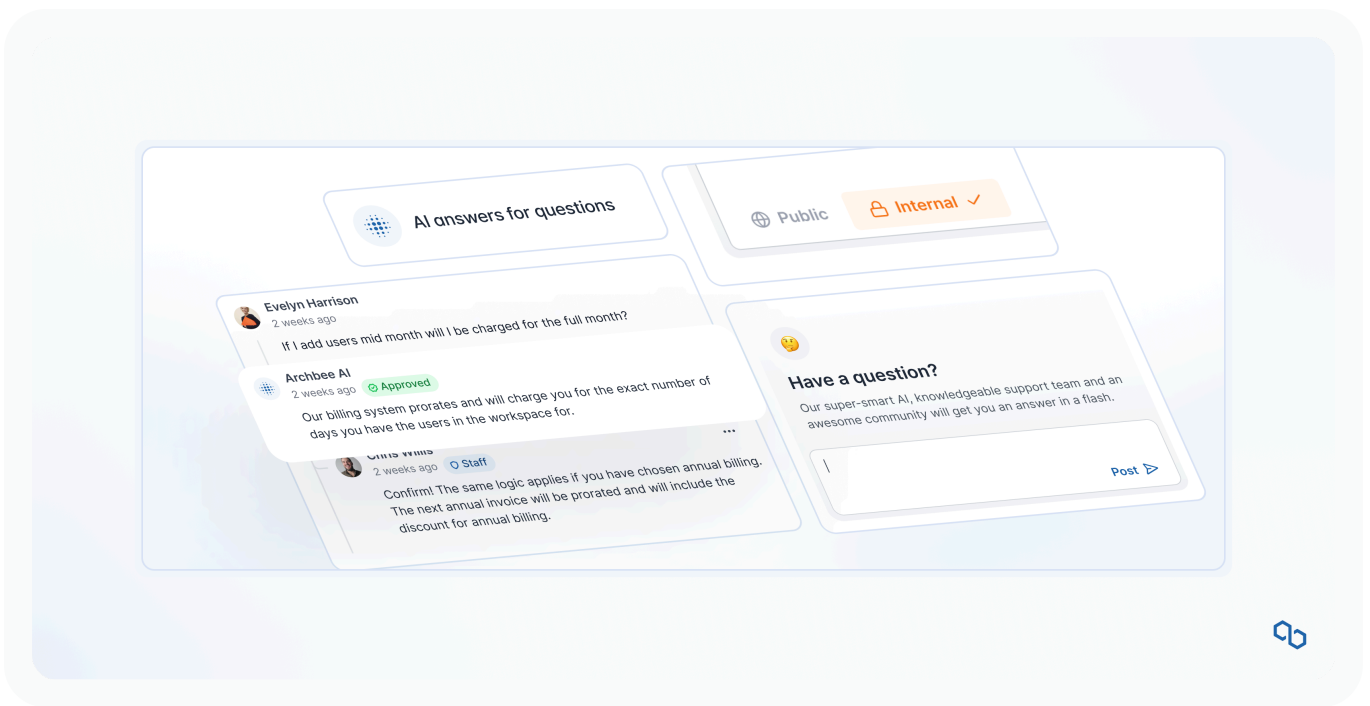 AI answers for questions
Public
Internal
Evelyn Harrison
2 weeks ago
If I add users mid month will I be charged for the full month?
Archbee AI
2 weeks ago
Approved
Our billing system prorates and will charge you for the exact number of
days you have the users in the workspace for.
Chris Willis
2 weeks ago
Staff
Confirm! The same logic applies if you have chosen annual billing.
The next annual invoice will be prorated and will include the
discount for annual billing.
Have a question?
Our super-smart AI, knowledgeable support team and an
awesome community will get you an answer in a flash.
Post